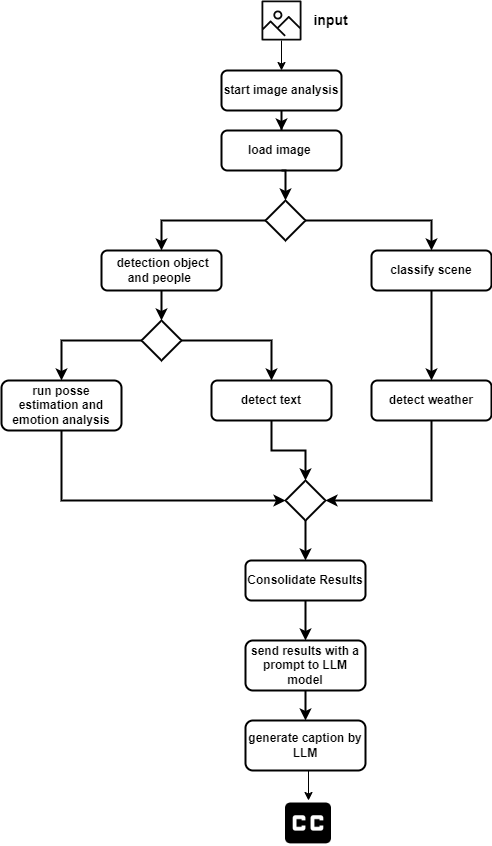 input
start image analysis
load image
detection object
and people
classify scene
run posse
estimation and
emotion analysis
detect text
detect weather
Consolidate Results
send results with a
prompt to LLM
model
generate caption by
LLM
CC